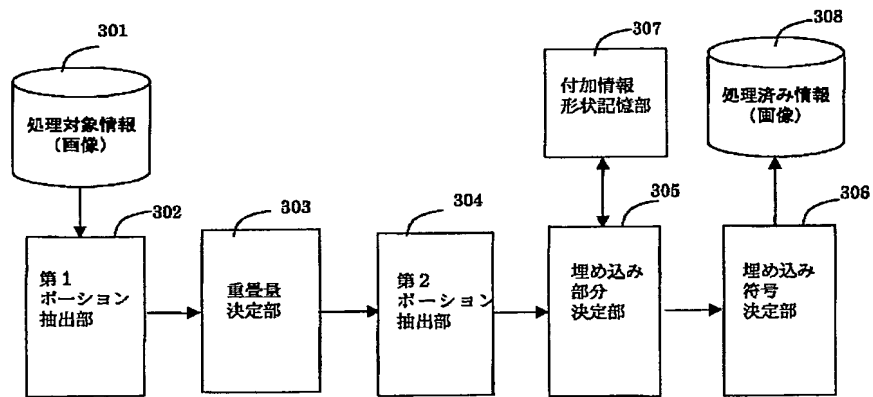 301
処理対象情報
(画像)
302
第1
ポーション
抽出部
303
重畳量
決定部
304
第2
ポーション
抽出部
307
付加情報
形状記憶部
305
埋め込み
部分
決定部
308
処理済み情報
(画像)
306
埋め込み
符号
決定部